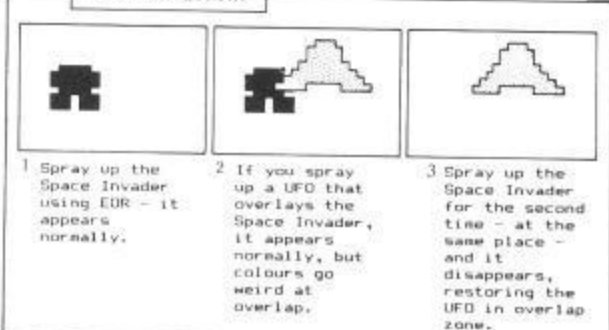 1 Spray up the
Space Invader
using EOR - it
appears
normally.
2 If you spray
up a UFO that
overlays the
Space Invader,
it appears
normally, but
colours go
weird at
overlap.
3 Spray up the
Space Invader
for the second
time - at the
same place -
and it
disappears,
restoring the
UFO in overlap
zone.